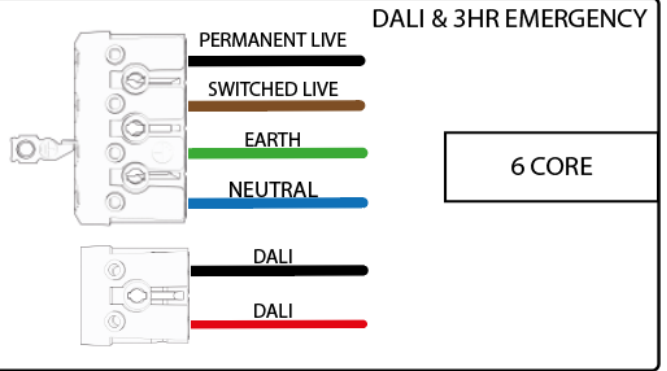 DALI & 3HR EMERGENCY
PERMANENT LIVE
SWITCHED LIVE
EARTH
NEUTRAL
6 CORE
DALI
DALI